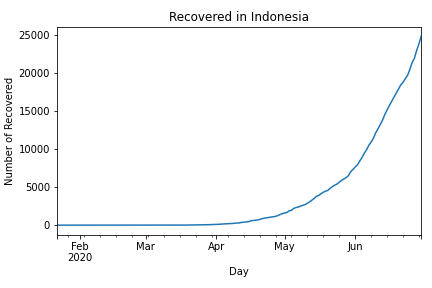 Recovered in Indonesia
Number of Recovered
25000
20000
15000
10000
5000
0
Feb
2020
Mar
Apr
May
Jun
Day